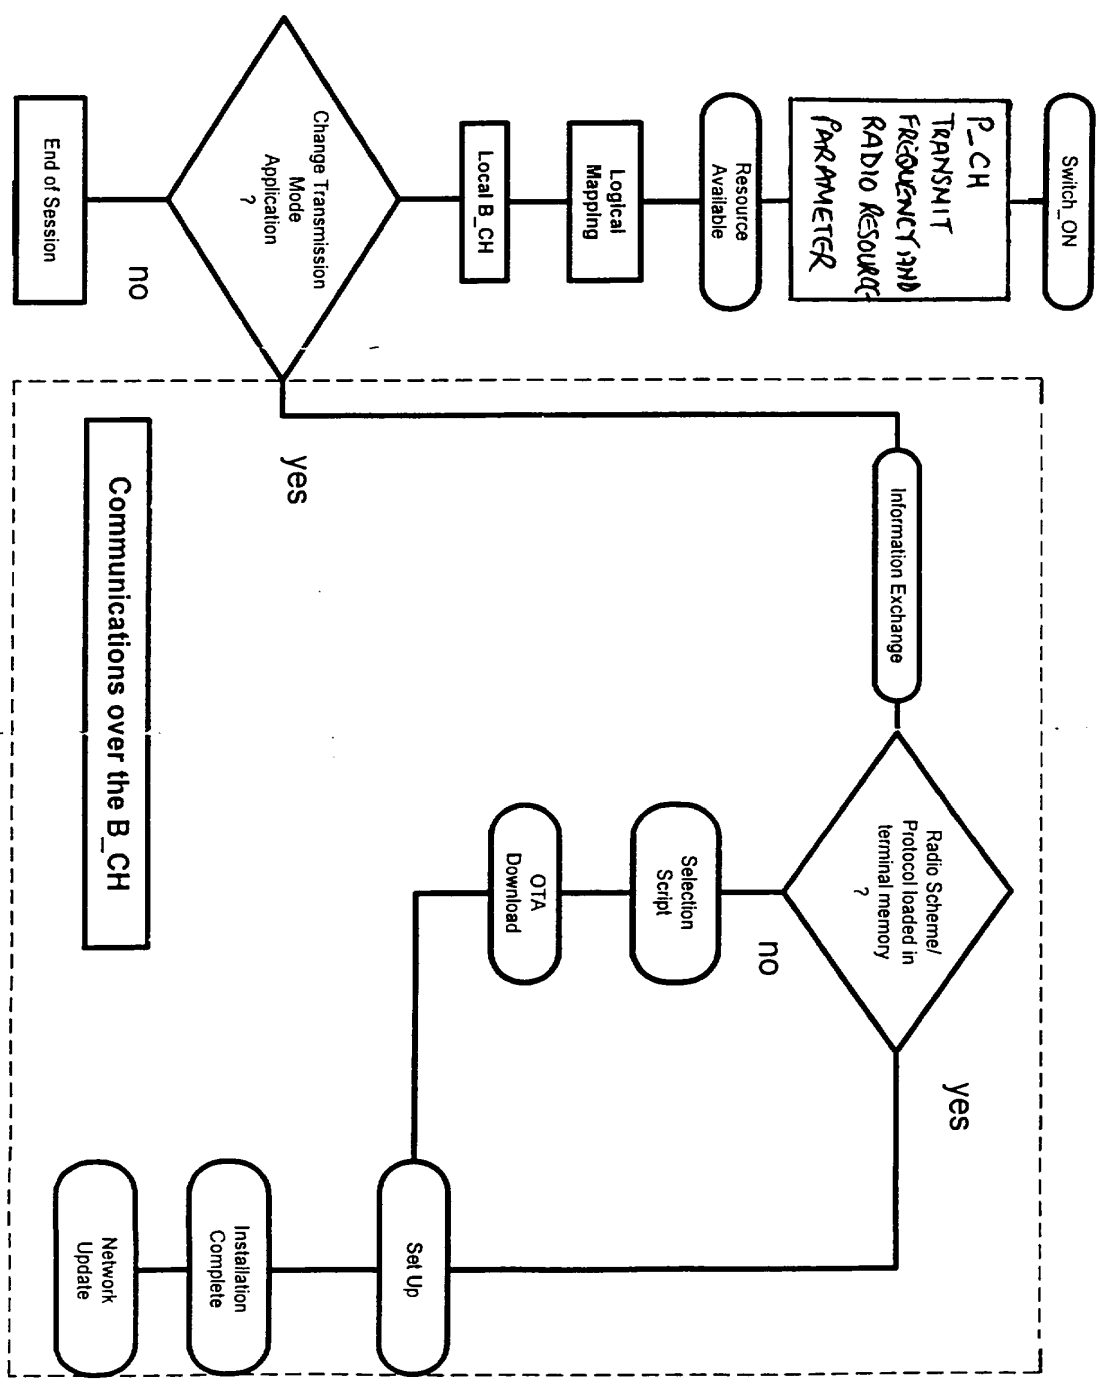 Switch_ON
P_CH
TRANSMIT
FREQUENCY AND
RADIO RESOURCE
PARAMETER
Resource
Available
Logical
Mapping
Local B_CH
Change Transmission
Mode
Application
?
no
End of Session
yes
Information Exchange
Radio Scheme/
Protocol loaded in
terminal memory
?
yes
no
Selection
Script
OTA
Download
Set Up
Installation
Complete
Network
Update
Communications over the B_CH